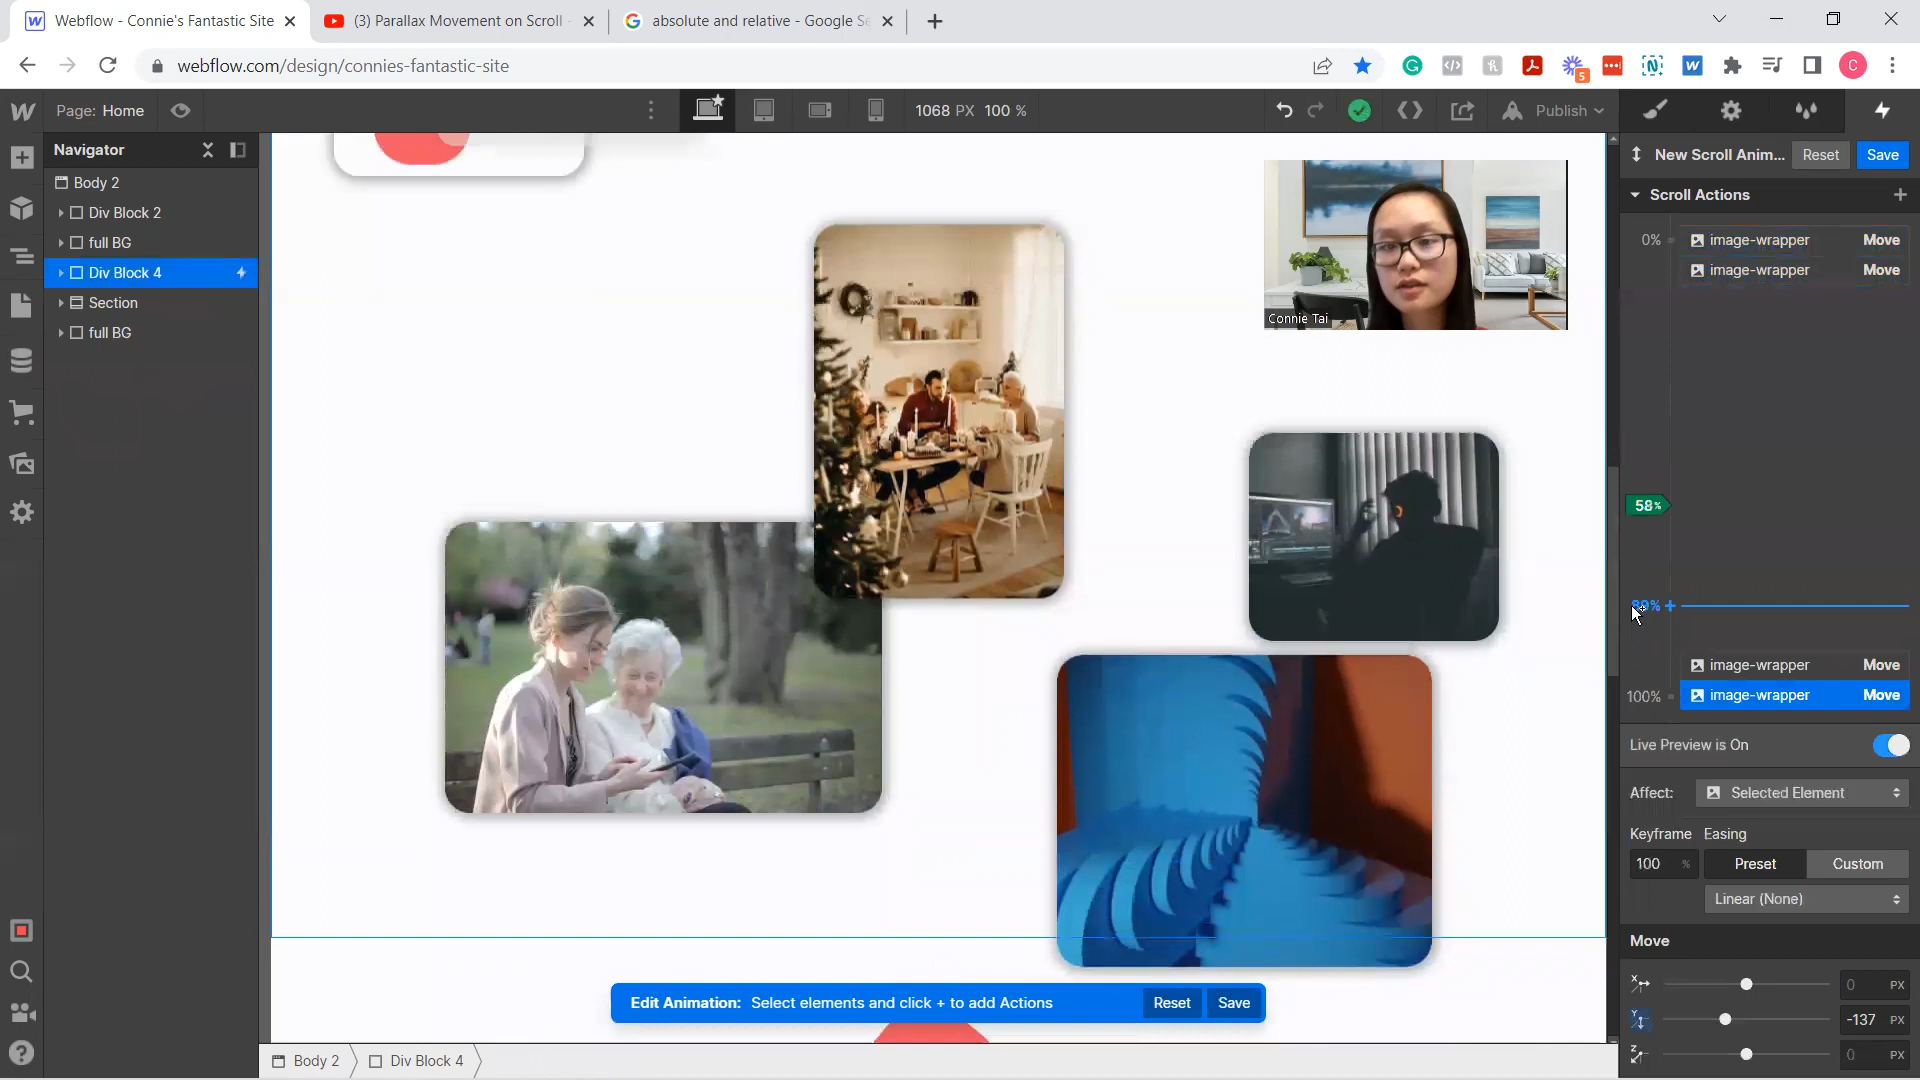 Webflow - Connie's Fantastic Site
(3) Parallax Movement on Scroll -
absolute and relative - Google Se
webflow.com/design/connies-fantastic-site
5
C
Page: Home
1068 PX 100 %
Publish
Navigator
New Scroll Anim...
Reset
Save
Body 2
Div Block 2
full BG
Div Block 4
Section
full BG
Scroll Actions
0%
image-wrapper Move
image-wrapper Move
Connie Tai
58%
image-wrapper Move
100%
image-wrapper Move
Live Preview is On
Affect: Selected Element
Keyframe Easing
100 %
Preset
Custom
Linear (None)
Move
X
0 PX
Y
-137 PX
Z
0 PX
Edit Animation: Select elements and click + to add Actions
Reset
Save
Body 2
Div Block 4